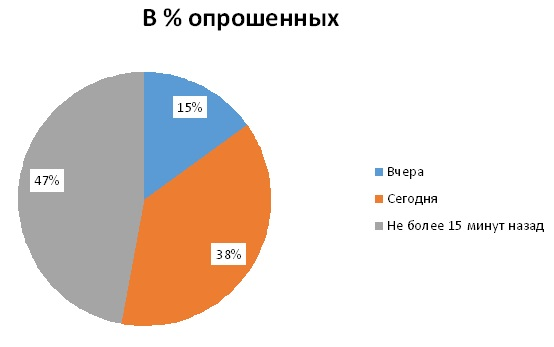 В % опрошенных
15%
38%
47%
Вчера
Сегодня
Не более 15 минут назад